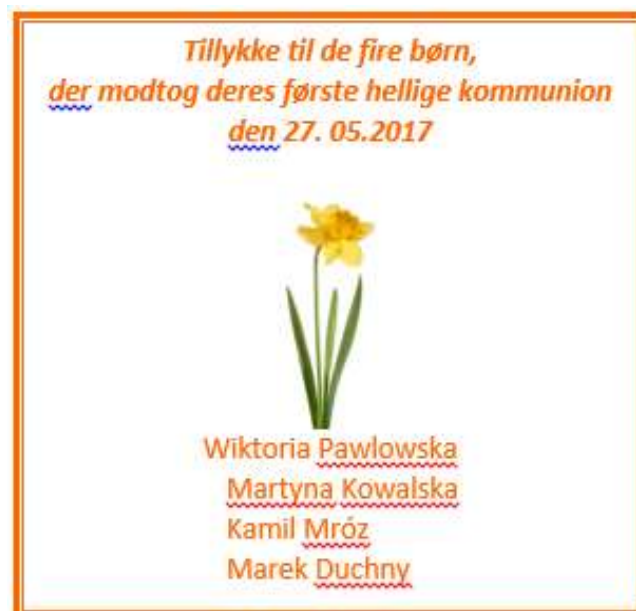 Tillykke til de fire børn,
der modtog deres første hellige kommunion
den 27. 05.2017
Wiktoria Pawlowska
Martyna Kowalska
Kamil Mróz
Marek Duchny